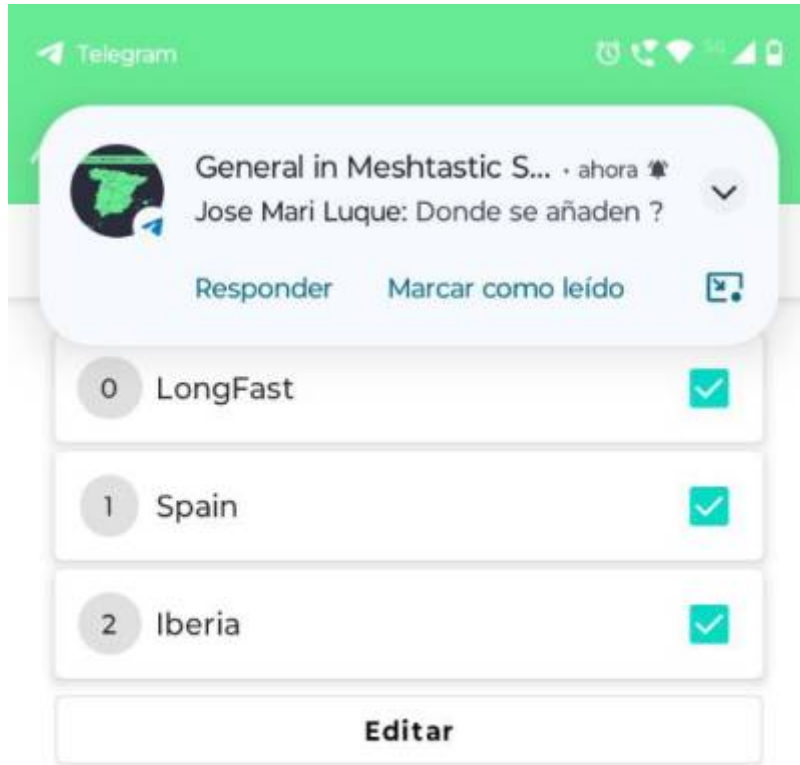 Telegram
5G
General in Meshtastic S... · ahora
Jose Mari Luque: Donde se añaden ?
Responder Marcar como leído
0 LongFast
1 Spain
2 Iberia
Editar